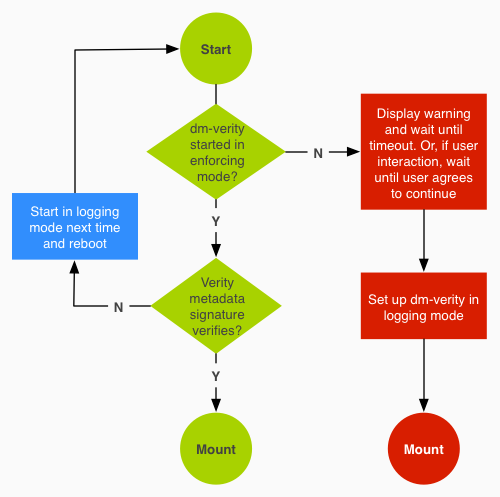 Start
dm-verity
started in
enforcing
mode?
N
Display warning
and wait until
timeout. Or, if user
interaction, wait
until user agrees
to continue
Y
Start in logging
mode next time
and reboot
Verity
metadata
signature
verifies?
N
Set up dm-verity in
logging mode
Y
Mount
Mount